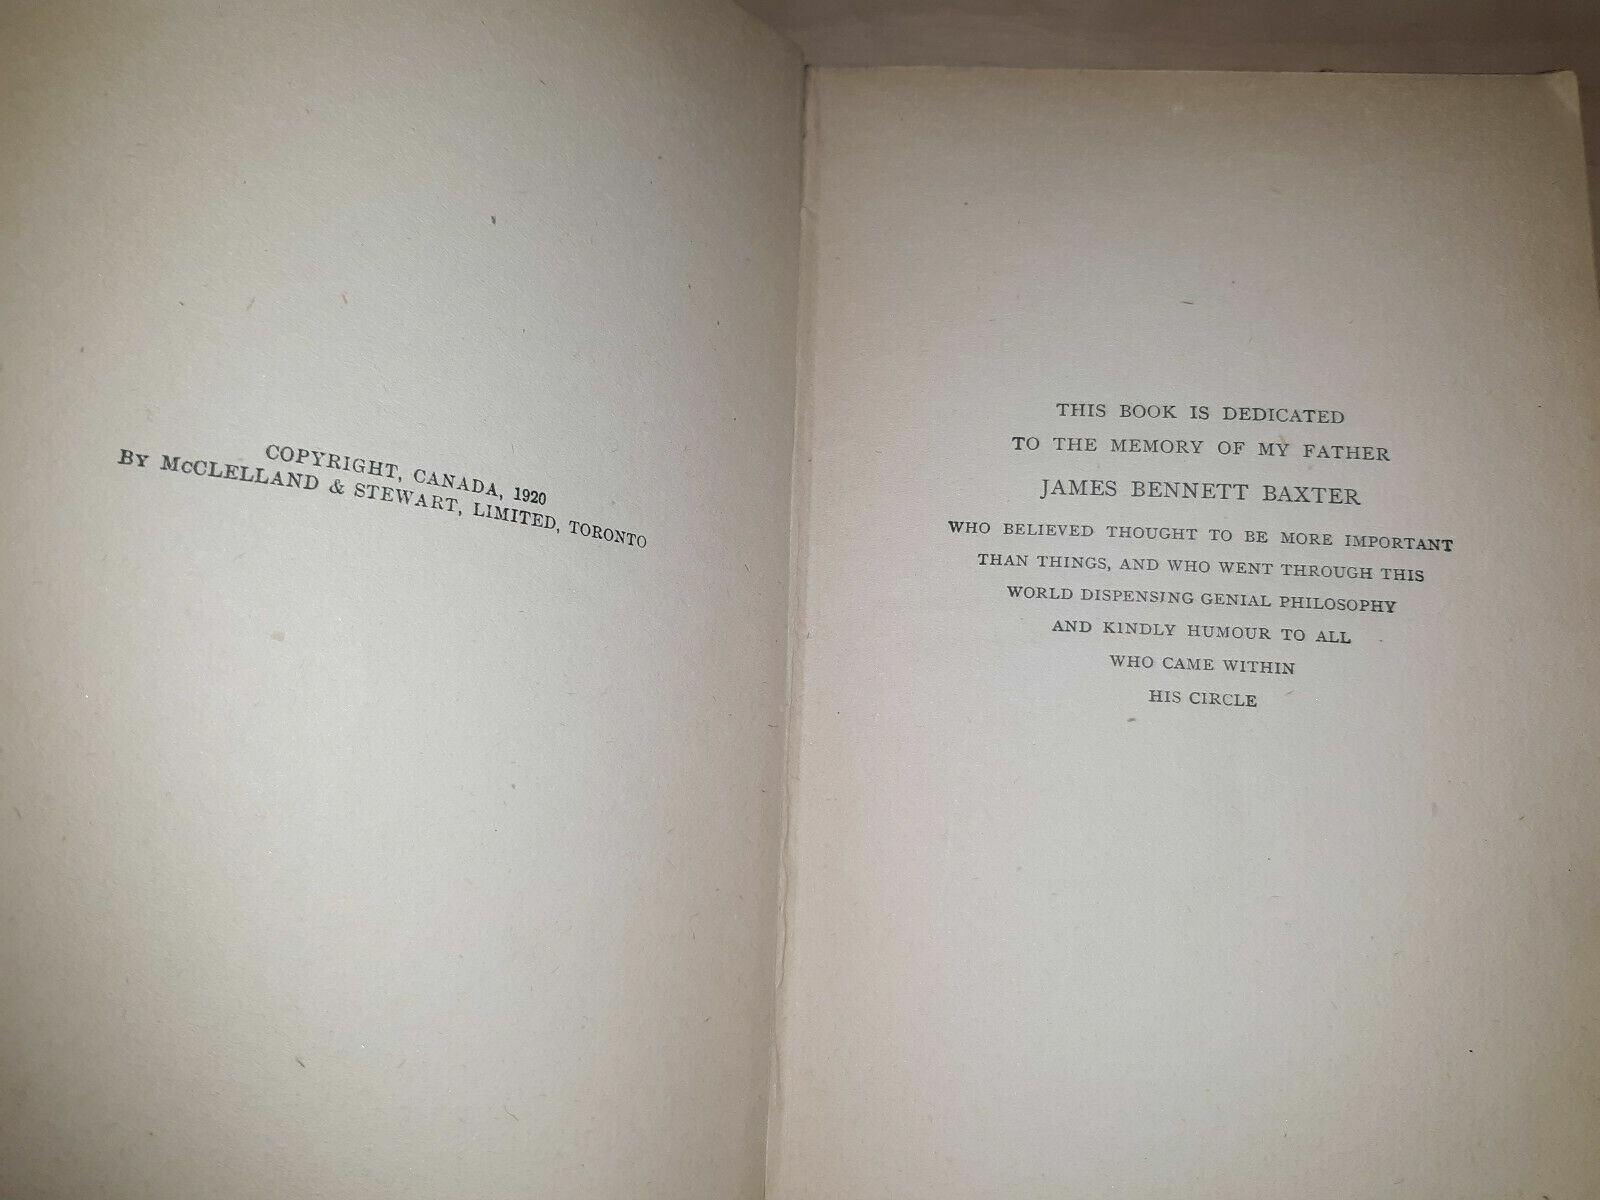 COPYRIGHT, CANADA, 1920
BY McCLELLAND & STEWART, LIMITED, TORONTO
THIS BOOK IS DEDICATED
TO THE MEMORY OF MY FATHER
JAMES BENNETT BAXTER
WHO BELIEVED THOUGHT TO BE MORE IMPORTANT
THAN THINGS, AND WHO WENT THROUGH THIS
WORLD DISPENSING GENIAL PHILOSOPHY
AND KINDLY HUMOUR TO ALL
WHO CAME WITHIN
HIS CIRCLE